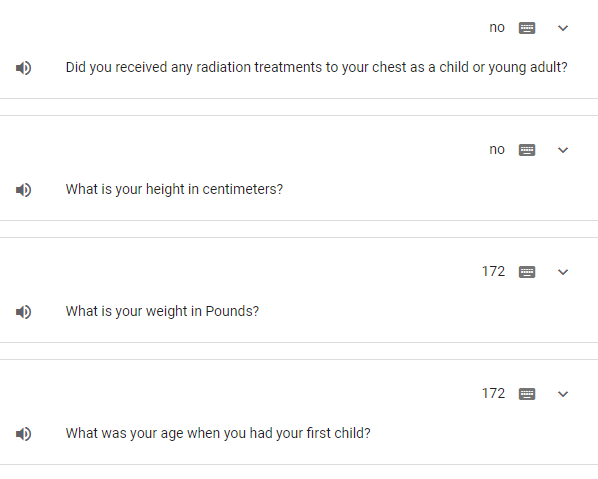 no
Did you received any radiation treatments to your chest as a child or young adult?
no
What is your height in centimeters?
172
What is your weight in Pounds?
172
What was your age when you had your first child?